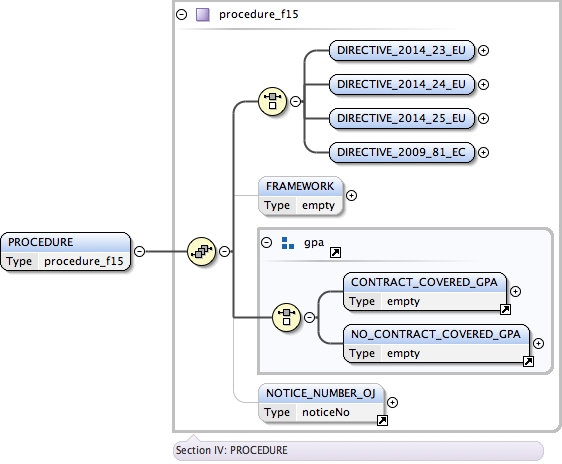 procedure_f15
DIRECTIVE_2014_23_EU
DIRECTIVE_2014_24_EU
DIRECTIVE_2014_25_EU
DIRECTIVE_2009_81_EC
FRAMEWORK
Type empty
PROCEDURE
Type procedure_f15
gpa
CONTRACT_COVERED_GPA
Type empty
NO_CONTRACT_COVERED_GPA
Type empty
NOTICE_NUMBER_OJ
Type noticeNo
Section IV: PROCEDURE